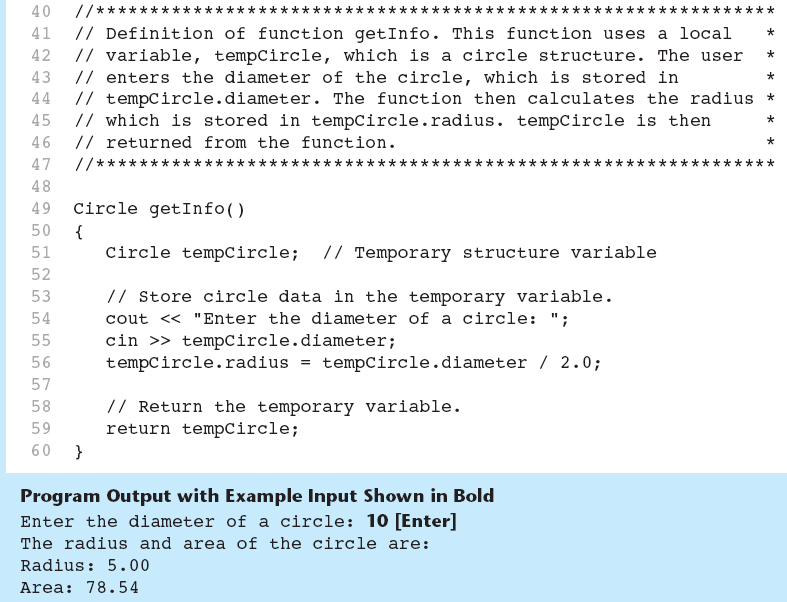 40 //***************************************************************
41 // Definition of function getInfo. This function uses a local   *
42 // variable, tempCircle, which is a circle structure. The user  *
43 // enters the diameter of the circle, which is stored in        *
44 // tempCircle.diameter. The function then calculates the radius *
45 // which is stored in tempCircle.radius. tempCircle is then     *
46 // returned from the function.                                  *
47 //***************************************************************
48
49 Circle getInfo()
50 {
51    Circle tempCircle;  // Temporary structure variable
52
53    // Store circle data in the temporary variable.
54    cout << "Enter the diameter of a circle: ";
55    cin >> tempCircle.diameter;
56    tempCircle.radius = tempCircle.diameter / 2.0;
57
58    // Return the temporary variable.
59    return tempCircle;
60 }
Program Output with Example Input Shown in Bold
Enter the diameter of a circle: 10 [Enter]
The radius and area of the circle are:
Radius: 5.00
Area: 78.54